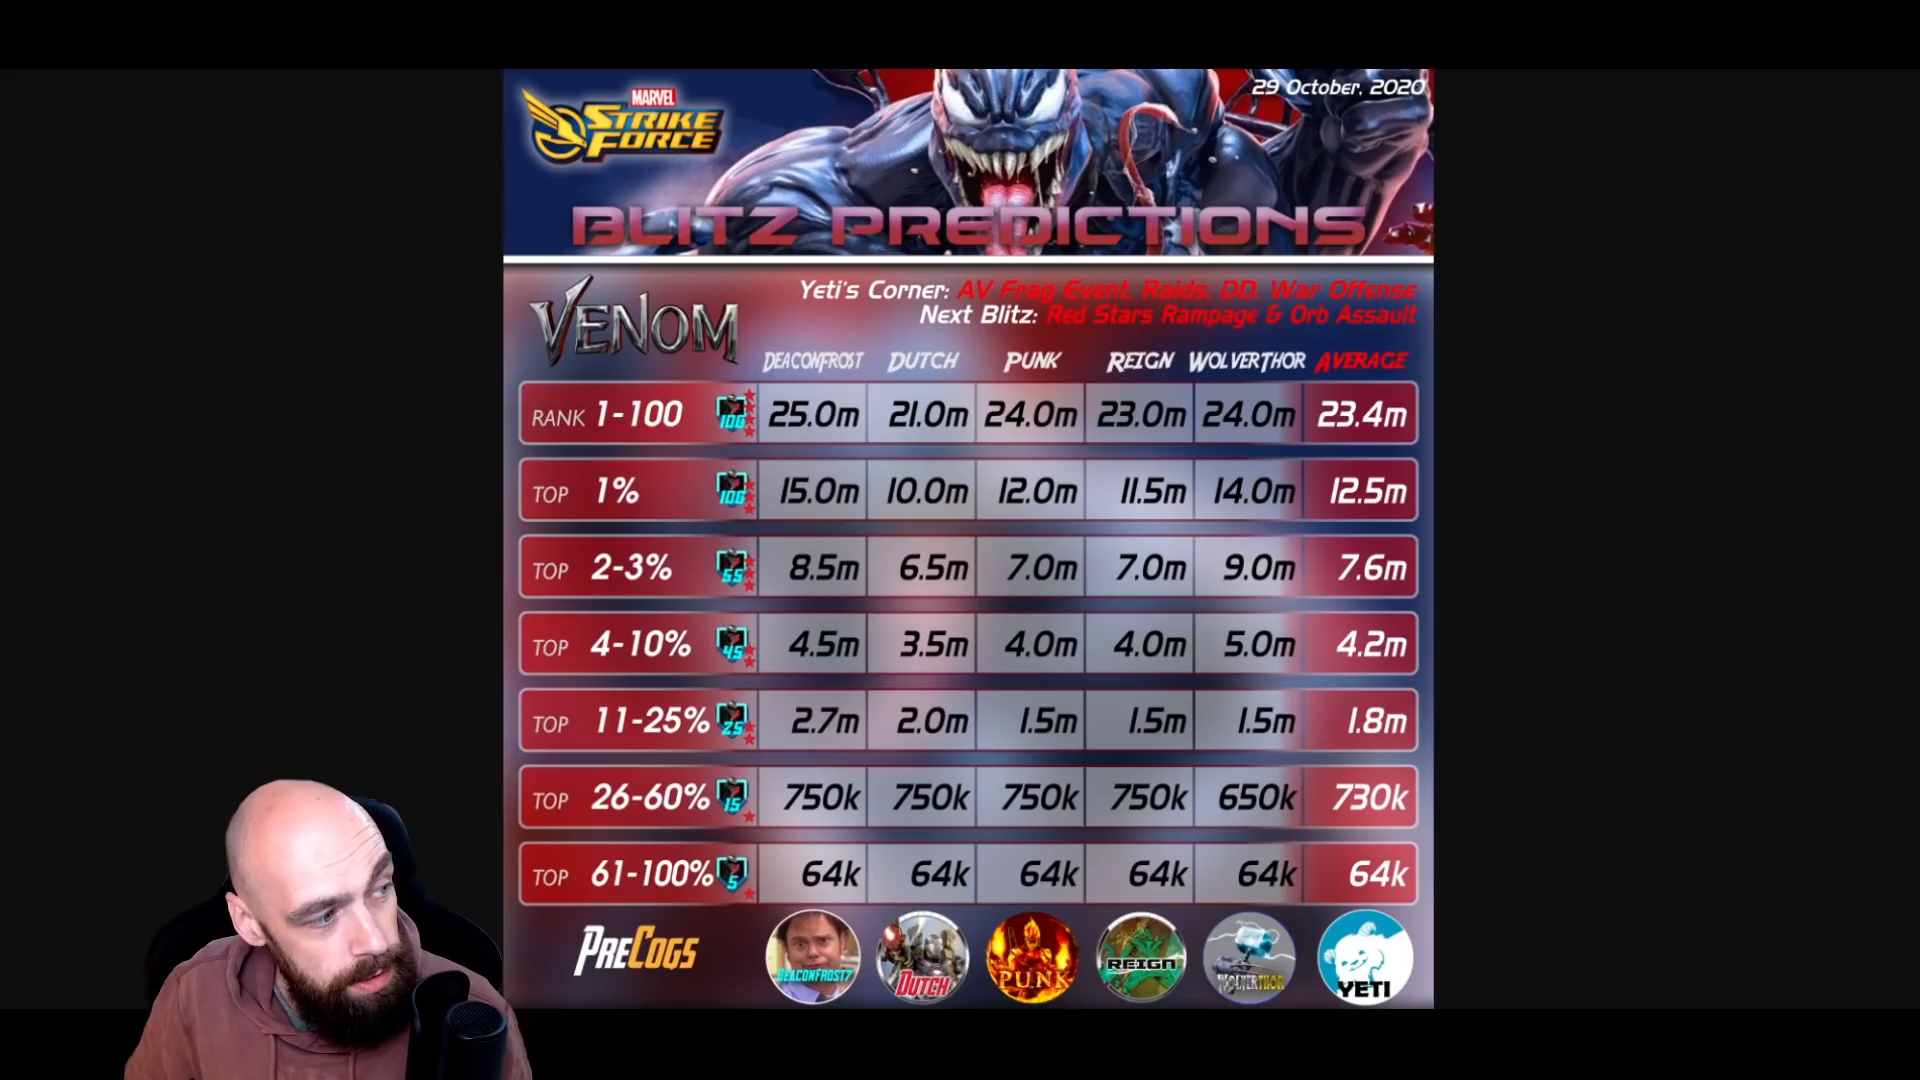 29 October, 2020
MARVEL
STRIKE
FORCE
BLITZ PREDICTIONS
VENOM
Yeti's Corner: AV Frag Event, Raids, DD, War Offense
Next Blitz: Red Stars Rampage & Orb Assault
DEACONFROST DUTCH PUNK REIGN WOLVERTHOR AVERAGE
RANK 1-100 100 25.0m 21.0m 24.0m 23.0m 24.0m 23.4m
TOP 1% 100 15.0m 10.0m 12.0m 11.5m 14.0m 12.5m
TOP 2-3% 55 8.5m 6.5m 7.0m 7.0m 9.0m 7.6m
TOP 4-10% 45 4.5m 3.5m 4.0m 4.0m 5.0m 4.2m
TOP 11-25% 25 2.7m 2.0m 1.5m 1.5m 1.5m 1.8m
TOP 26-60% 15 750k 750k 750k 750k 650k 730k
TOP 61-100% 5 64k 64k 64k 64k 64k 64k
PRECOGS DEACONFROST7 DUTCH PUNK REIGN WOLVERTHOR YETI